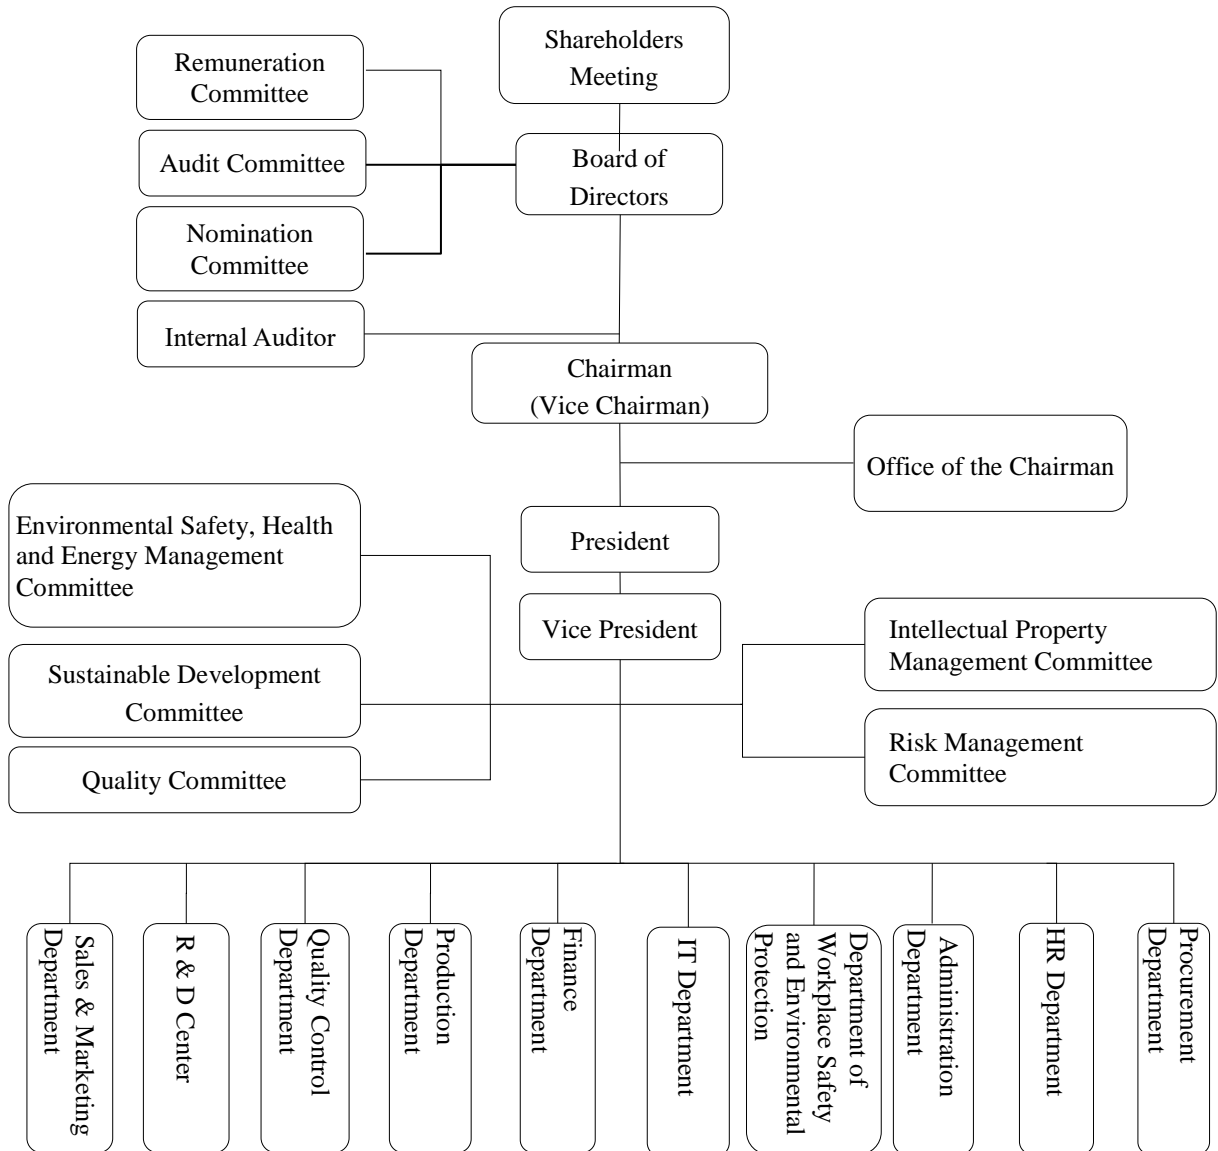 Shareholders
Meeting
Remuneration
Committee
Audit Committee
Board of
Directors
Nomination
Committee
Internal Auditor
Chairman
(Vice Chairman)
Office of the Chairman
Environmental Safety, Health
and Energy Management
Committee
President
Vice President
Intellectual Property
Management Committee
Sustainable Development
Committee
Risk Management
Committee
Quality Committee
Sales & Marketing
Department
R & D Center
Quality Control
Department
Production
Department
Finance
Department
IT Department
Department of
Workplace Safety
and Environmental
Protection
Administration
Department
HR Department
Procurement
Department